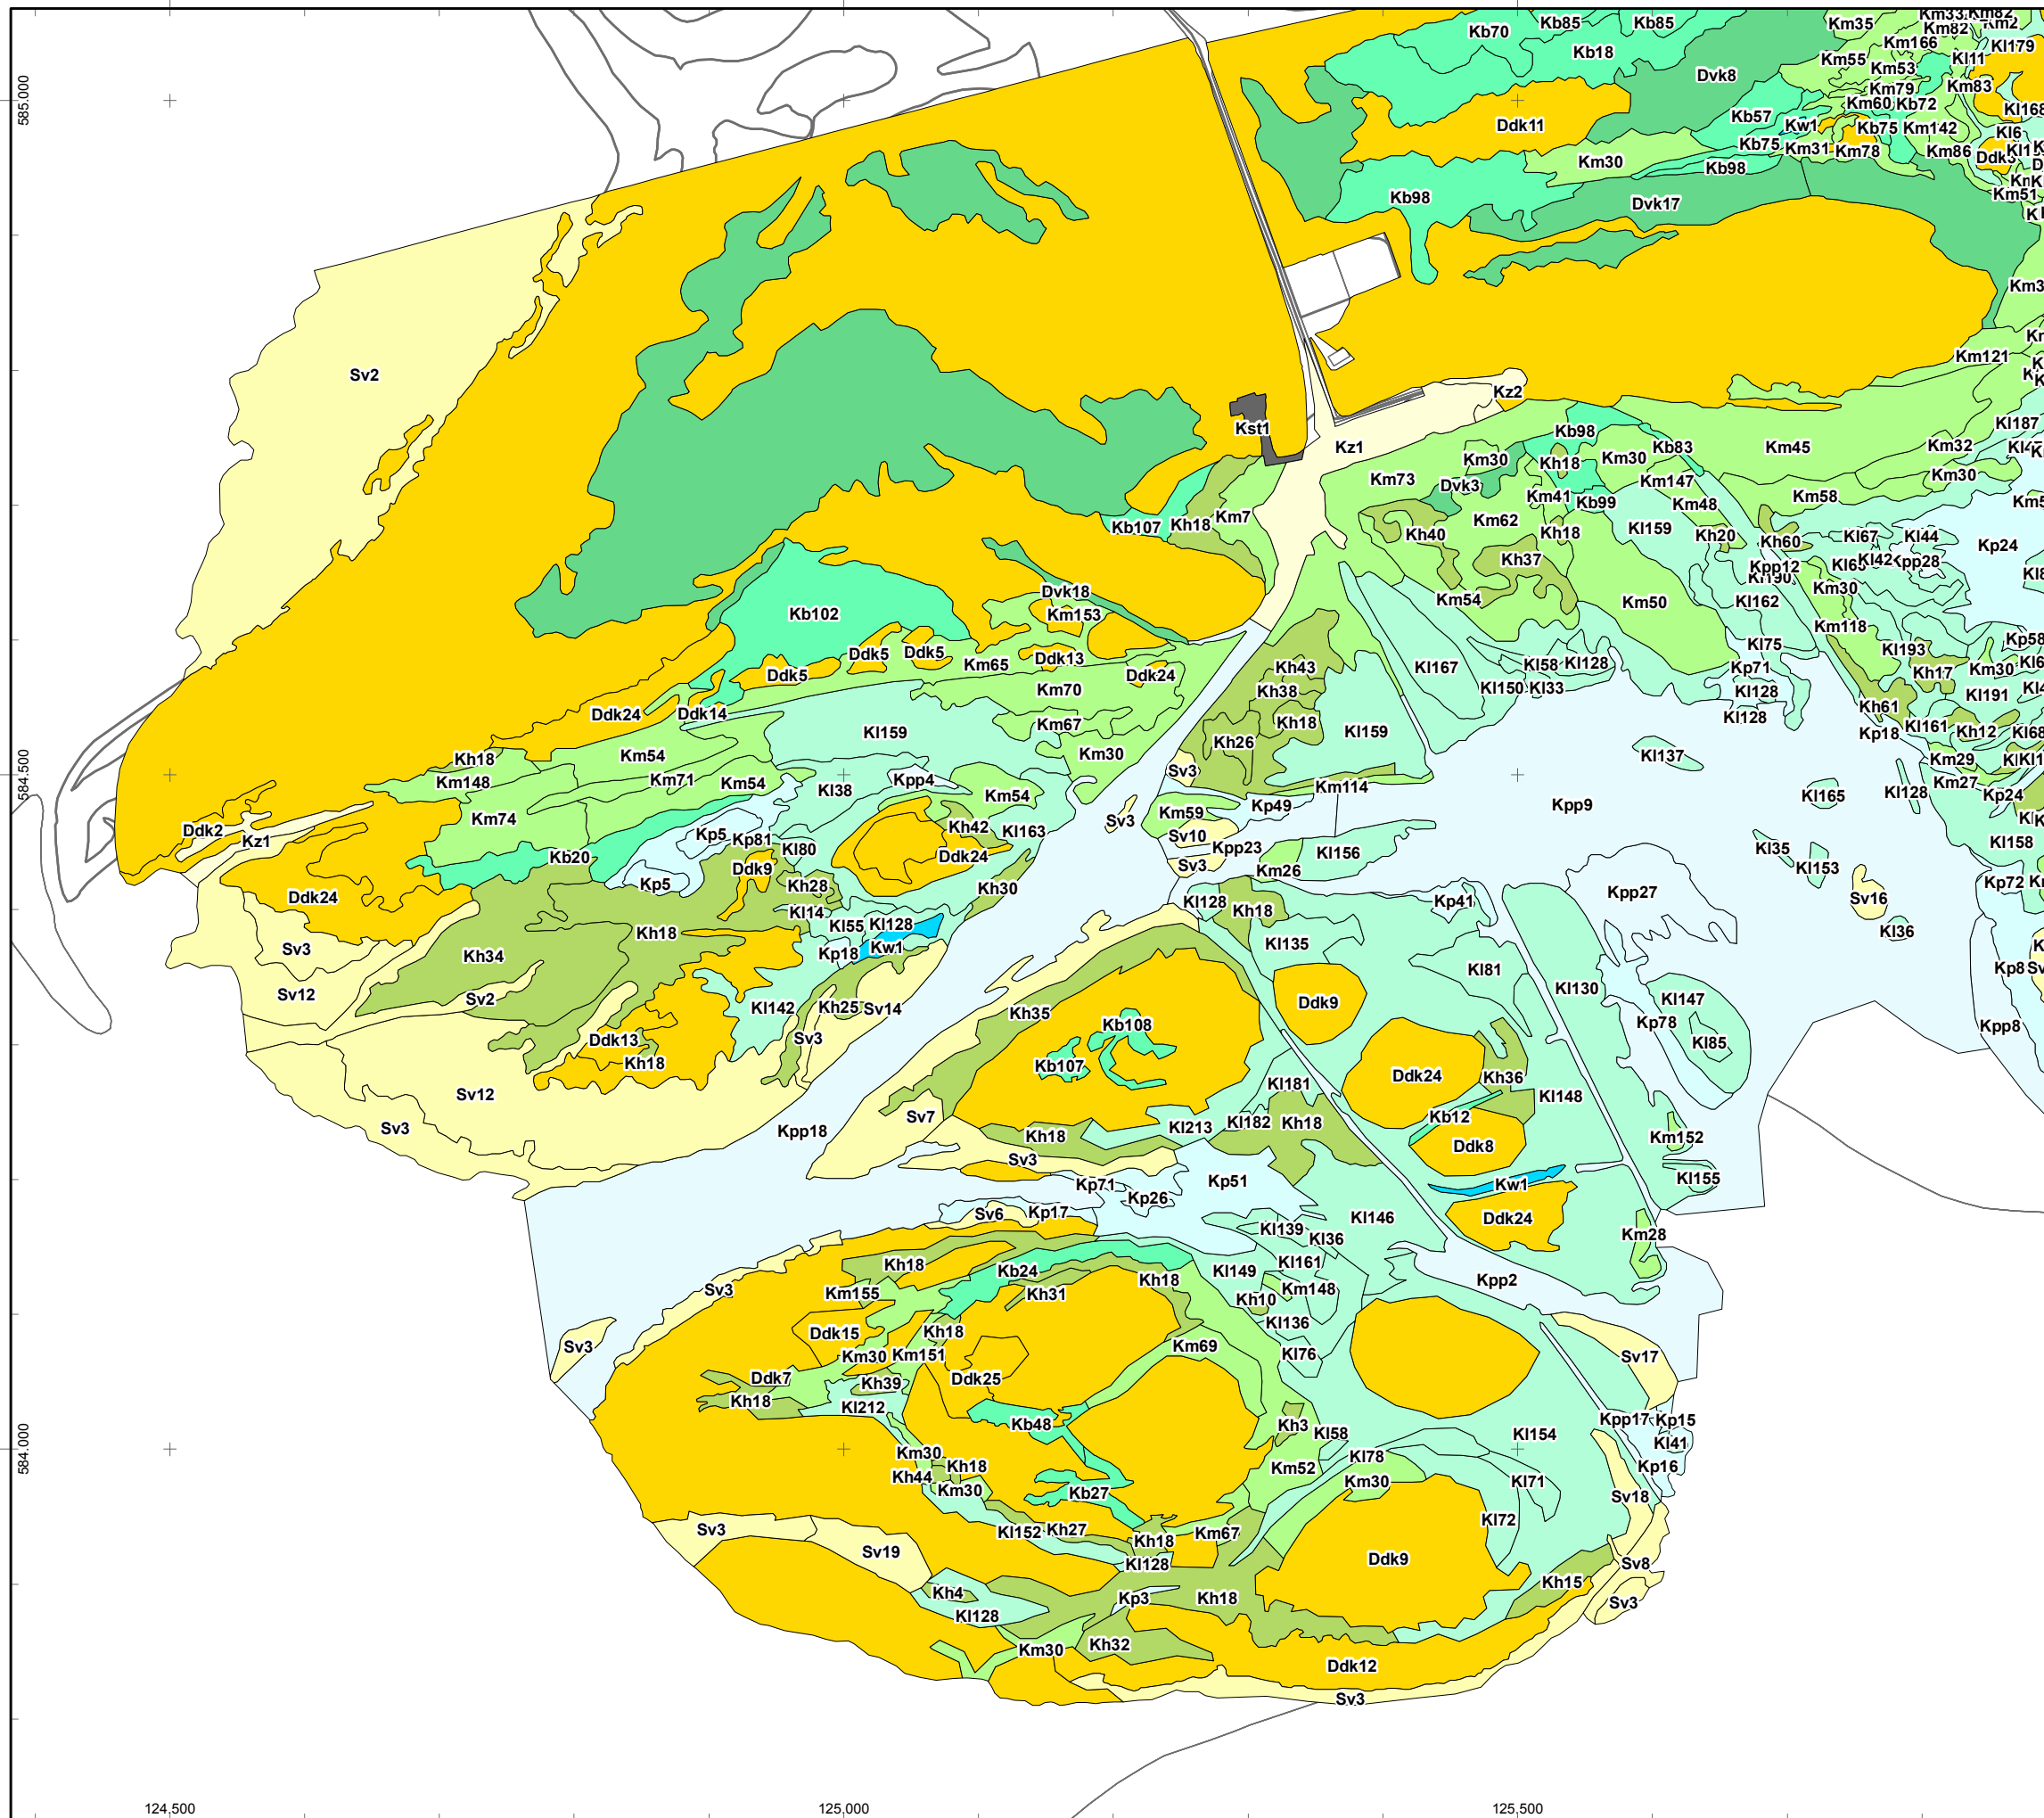 Kb70
Kb85
Kb85
Km35
Km82
Km166
Kb18
Km55
Kl11
Kl179
Km53
Dvk8
Km79
Km83
Km60
Kb72
Kl168
585.000
Kb57
Ddk11
Kw1
Kb75
Km142
Kl6
Kb75
Km31
Km78
Km86
Km30
Kb98
Km51
Kb98
Dvk17
Km121
Sv2
Kz2
Kl187
Kst1
Kz1
Kb98
Km32
Kb83
Km45
Km30
Kh18
Km30
Km30
Km73
Dvk3
Km147
Km41
Kb99
Km48
Km58
Kb107
Kh18
Km7
Km62
Kl159
Kh40
Kh18
Kh20
Kh60
Kl67
Kl44
Kp24
Kh37
Kl42
Kpp28
Kpp12
Dvk18
Km153
Kb102
Km54
Km50
Kl162
Km30
Km118
Kp58
Ddk5
Ddk5
Km65
Ddk13
Kh43
Kl167
Kl58
Kl128
Kl75
Kl193
Kp71
Kh17
Km30
Ddk5
Ddk24
Km70
Kh38
Kl150
Kl33
Kl128
Kl191
Ddk24
Ddk14
Km67
Kh18
Kl128
Kh61
Kl159
Kl159
Kh26
Kp18
Kl161
Kh12
Kl68
Kh18
Km54
Km30
Kl137
Km29
Km148
Km71
Km54
Kpp4
Sv3
Km114
Km27
584.500
Kl38
Km54
Kp49
Kpp9
Kl165
Kl128
Kp24
Km74
Sv3
Km59
Ddk2
Kz1
Kp5
Kp81
Kh42
Kl163
Sv10
Kl158
Kb20
Kl80
Ddk24
Kpp23
Kl156
Kl35
Ddk9
Sv3
Km26
Kl153
Kp5
Kh28
Kh30
Kpp27
Kp72
Ddk24
Kl14
Kl128
Kh18
Kp41
Sv16
Kh18
Kl55
Kl128
Kl36
Sv3
Kh34
Kp18
Kw1
Kl135
Kl81
Kp8
Sv12
Sv2
Kl142
Kh25
Sv14
Ddk9
Kl130
Kl147
Kh35
Kb108
Kp78
Kpp8
Sv3
Ddk13
Kl85
Kh18
Kb107
Ddk24
Kh36
Sv12
Kl181
Kl148
Sv7
Kb12
Sv3
Kpp18
Kh18
Kl213
Kl182
Kh18
Ddk8
Km152
Sv3
Kp51
Kw1
Kl155
Kp71
Kp26
Sv6
Kp17
Kl146
Ddk24
Kl139
Kl36
Km28
Kh18
Kb24
Kh18
Kl149
Kl161
Kpp2
Sv3
Km155
Kh31
Km148
Kh10
Ddk15
Kh18
Kl136
Sv3
Km30
Km151
Km69
Kl76
Sv17
Ddk7
Kh39
Ddk25
Kh18
Kl212
Kb48
Kh3
Kl58
Kpp17
Kp15
Kl154
Kl41
584.000
Km30
Kl78
Kh44
Kh18
Km52
Km30
Kl71
Kp16
Km30
Kb27
Sv18
Sv3
Kl152
Kh27
Kh18
Km67
Kl72
Sv19
Kl128
Ddk9
Sv8
Kh4
Kp3
Kh18
Kh15
Kl128
Sv3
Km30
Kh32
Ddk12
Sv3
124,500
125,000
125,500